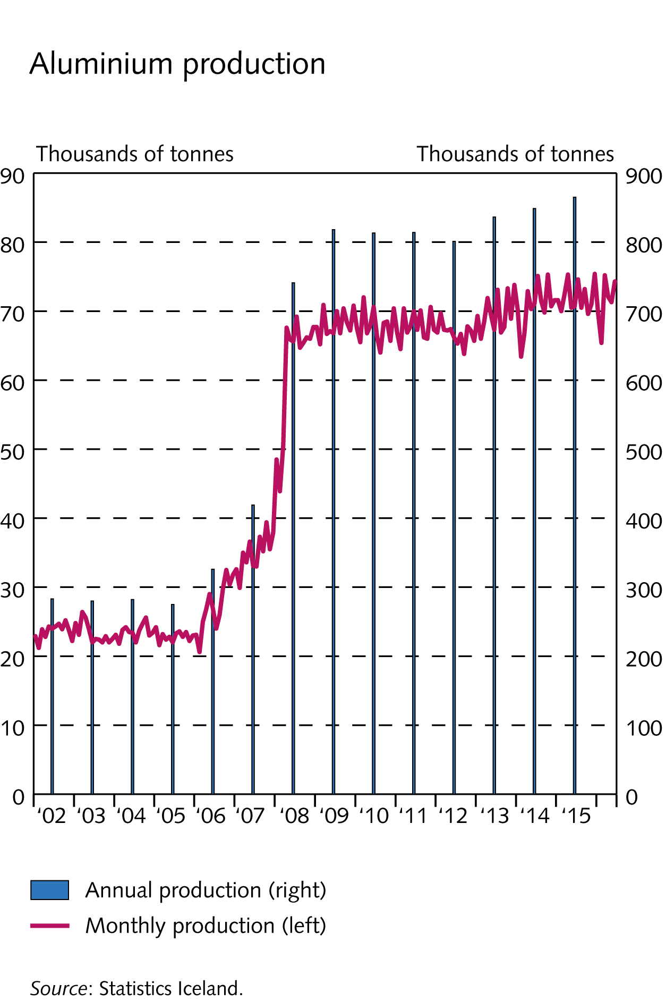 Aluminium production
Thousands of tonnes Thousands of tonnes
90 900
80 800
70 700
60 600
50 500
40 400
30 300
20 200
10 100
0 0
‘02 ‘03 ‘04 ‘05 ‘06 ‘07 ‘08 ‘09 ‘10 ‘11 ‘12 ‘13 ‘14 ‘15
Annual production (right)
Monthly production (left)
Source: Statistics Iceland.